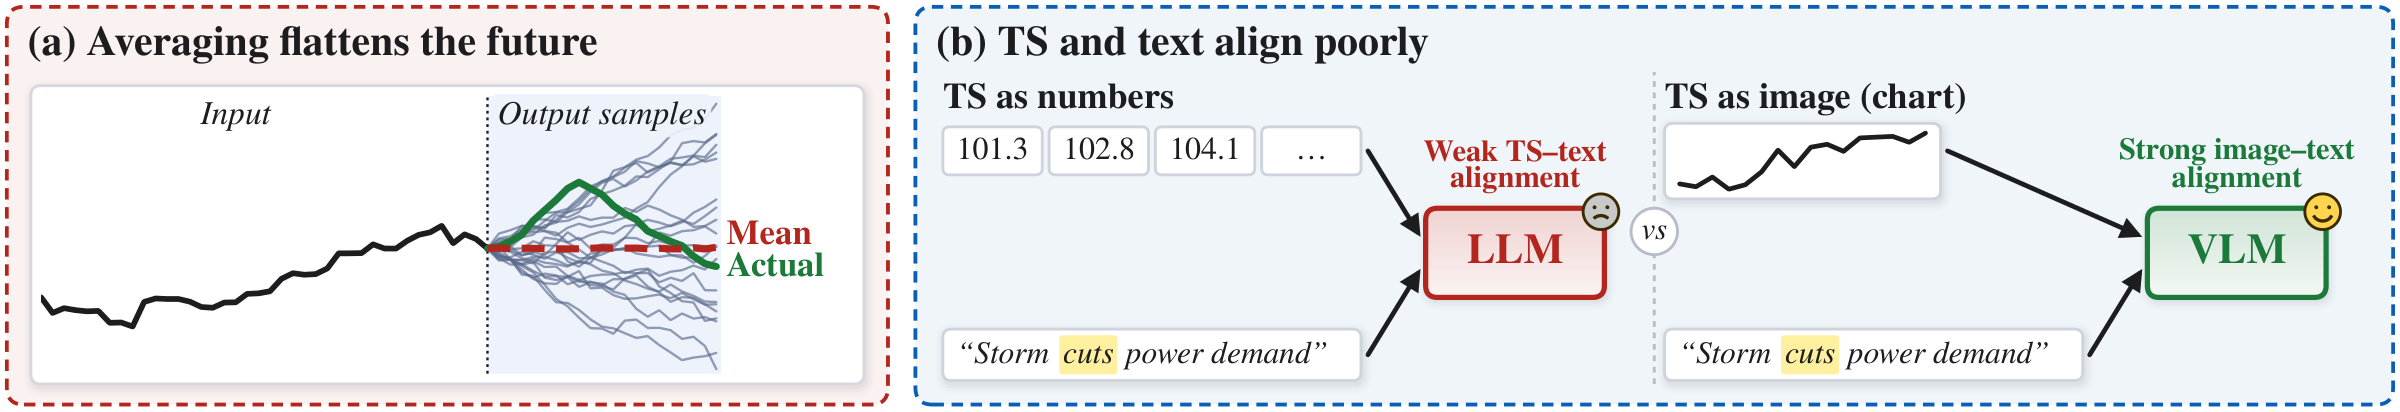 (a) Averaging flattens the future
Input
Output samples
Mean
Actual
(b) TS and text align poorly
TS as numbers
101.3 102.8 104.1 ...
Weak TS–text
alignment
LLM
“Storm cuts power demand”
vs
TS as image (chart)
Strong image–text
alignment
VLM
“Storm cuts power demand”